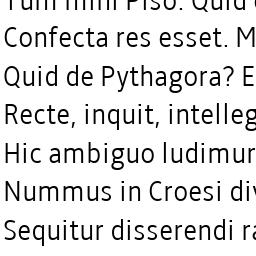 Tum mihi Piso: Quid
Confecta res esset. M
Quid de Pythagora? E
Recte, inquit, intelleg
Hic ambiguo ludimur
Nummus in Croesi div
Sequitur disserendi ra